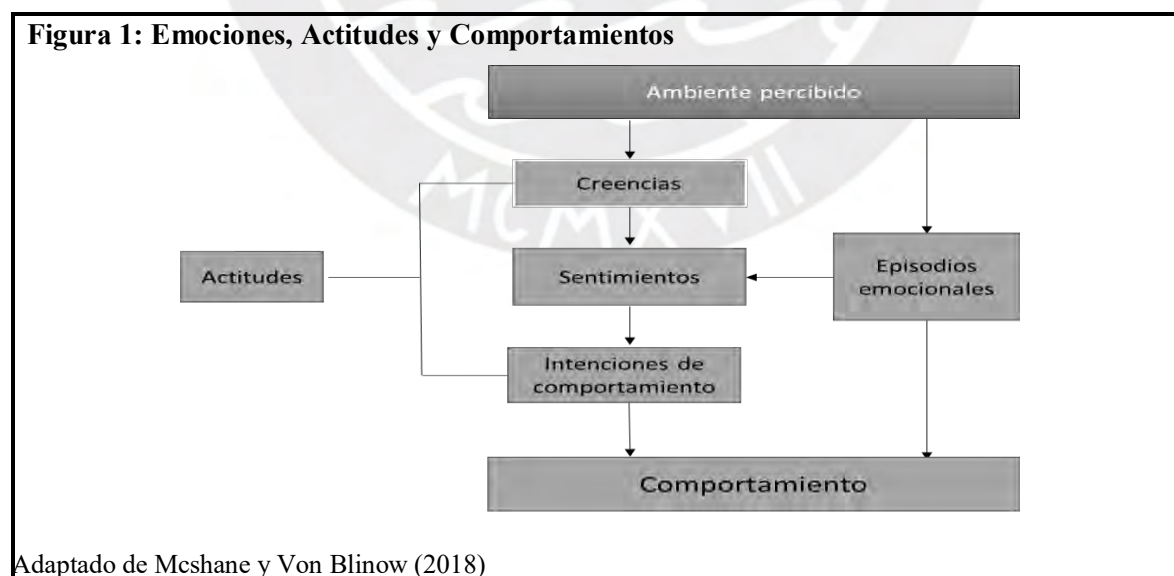 Figura 1: Emociones, Actitudes y Comportamientos
Ambiente percibido
Creencias
Actitudes
Sentimientos
Episodios
emocionales
Intenciones de
comportamiento
Comportamiento
MCMXVII
Adaptado de Mcshane y Von Blinow (2018)